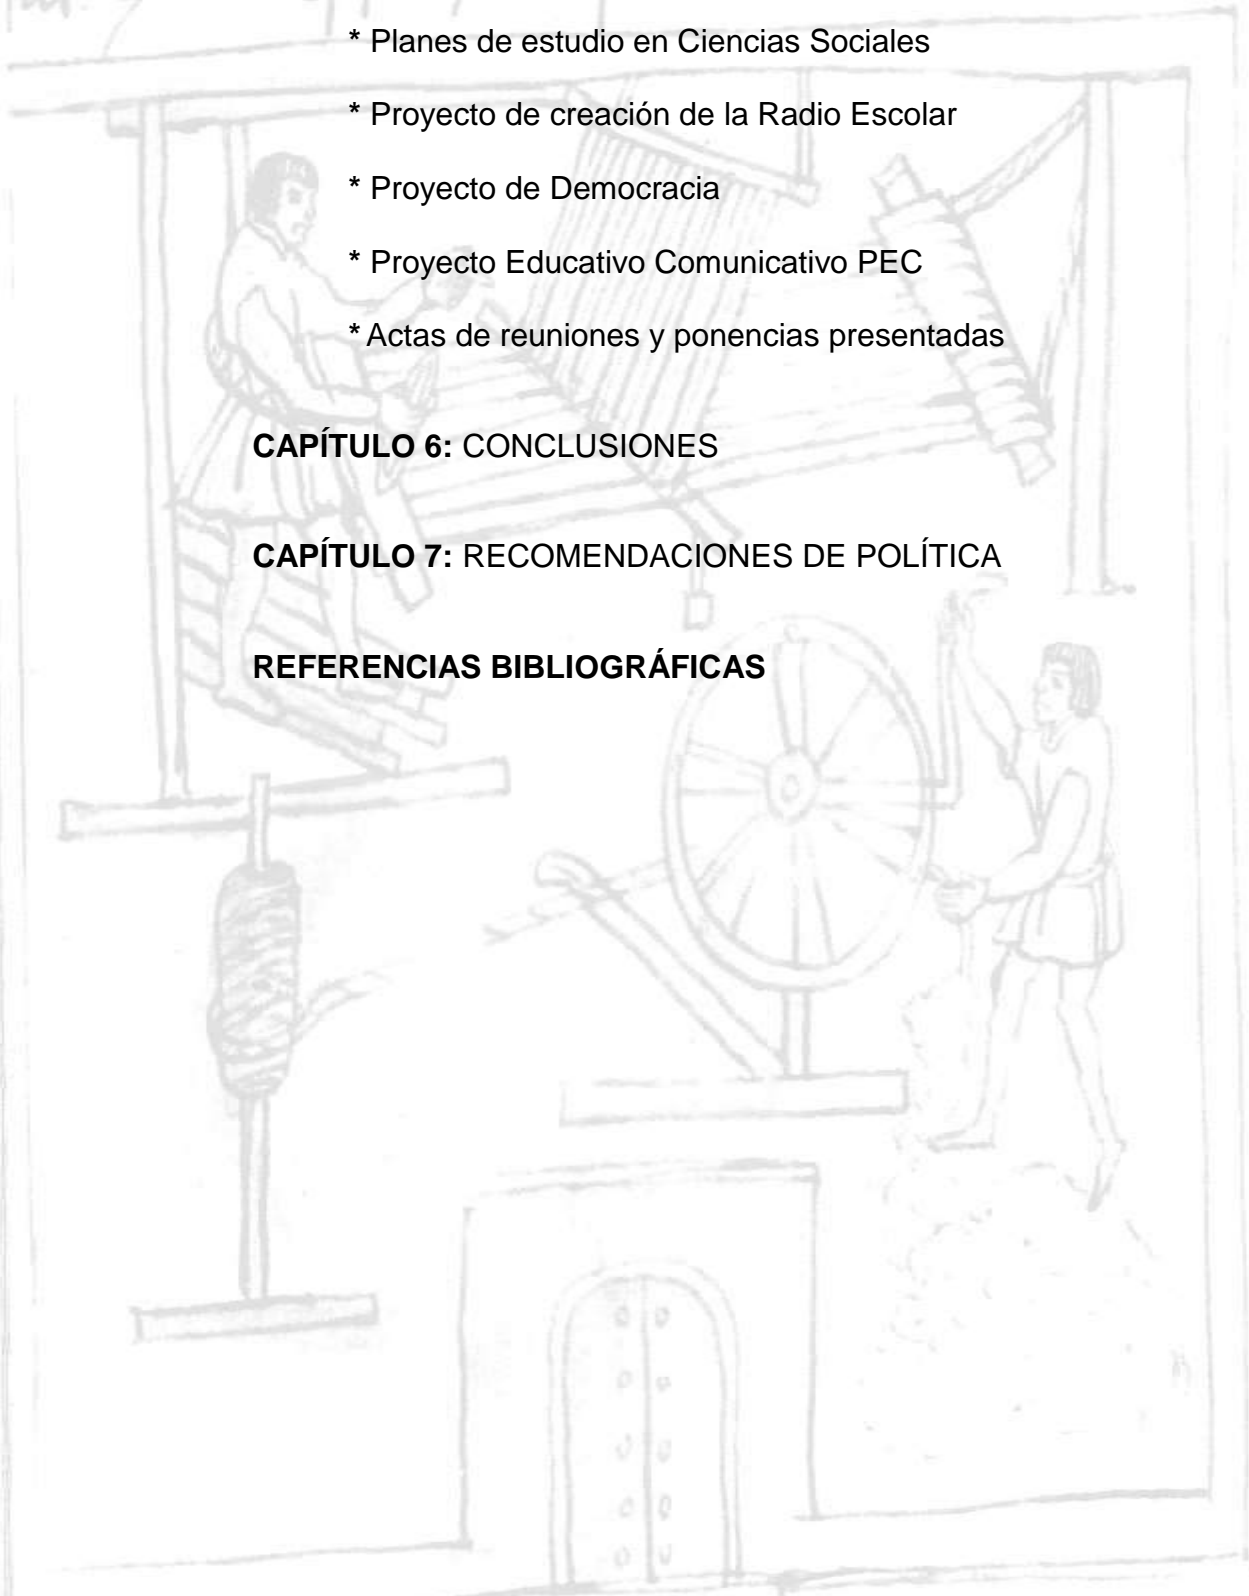 * Planes de estudio en Ciencias Sociales
* Proyecto de creación de la Radio Escolar
* Proyecto de Democracia
* Proyecto Educativo Comunicativo PEC
* Actas de reuniones y ponencias presentadas
CAPÍTULO 6: CONCLUSIONES
CAPÍTULO 7: RECOMENDACIONES DE POLÍTICA
REFERENCIAS BIBLIOGRÁFICAS